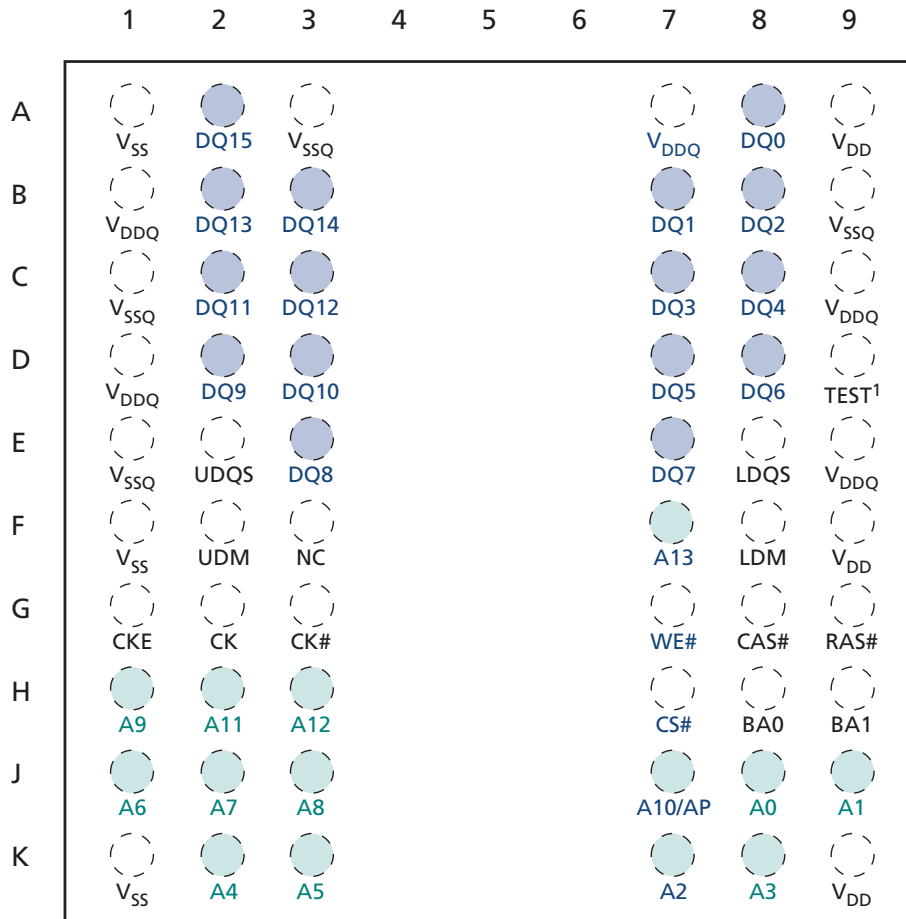 1 2 3 4 5 6 7 8 9
A
VSS DQ15 VSSQ VDDQ DQ0 VDD
B
VDDQ DQ13 DQ14 DQ1 DQ2 VSSQ
C
VSSQ DQ11 DQ12 DQ3 DQ4 VDDQ
D
VDDQ DQ9 DQ10 DQ5 DQ6 TEST1
E
VSSQ UDQS DQ8 DQ7 LDQS VDDQ
F
VSS UDM NC A13 LDM VDD
G
CKE CK CK# WE# CAS# RAS#
H
A9 A11 A12 CS# BA0 BA1
J
A6 A7 A8 A10/AP A0 A1
K
VSS A4 A5 A2 A3 VDD